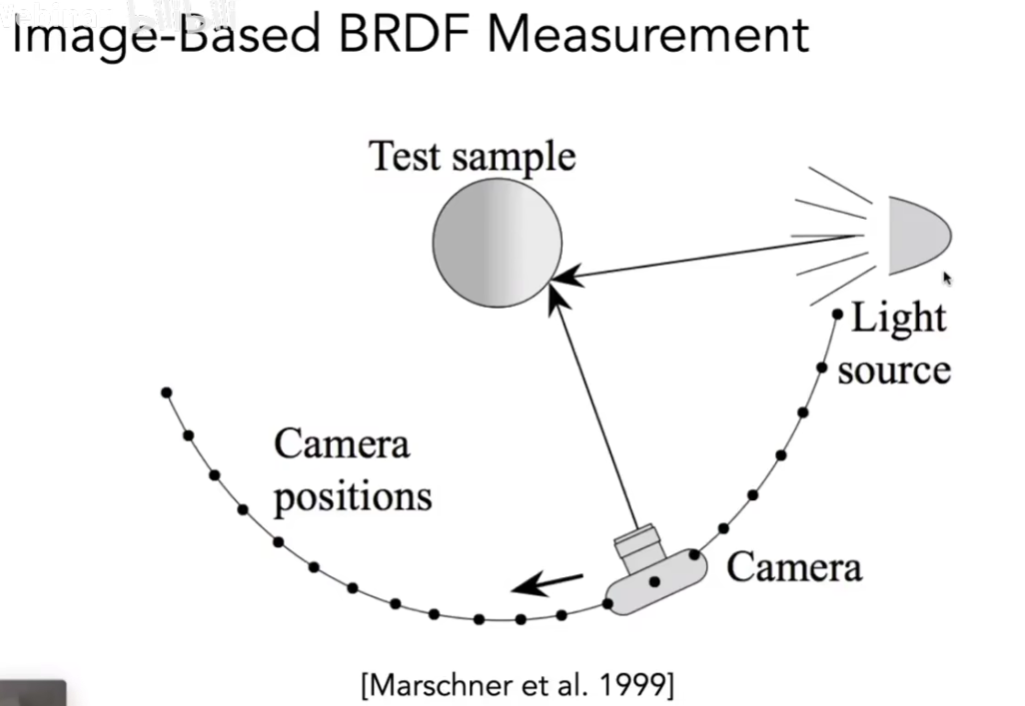 Image-Based BRDF Measurement
Test sample
Light
source
Camera
positions
Camera
[Marschner et al. 1999]